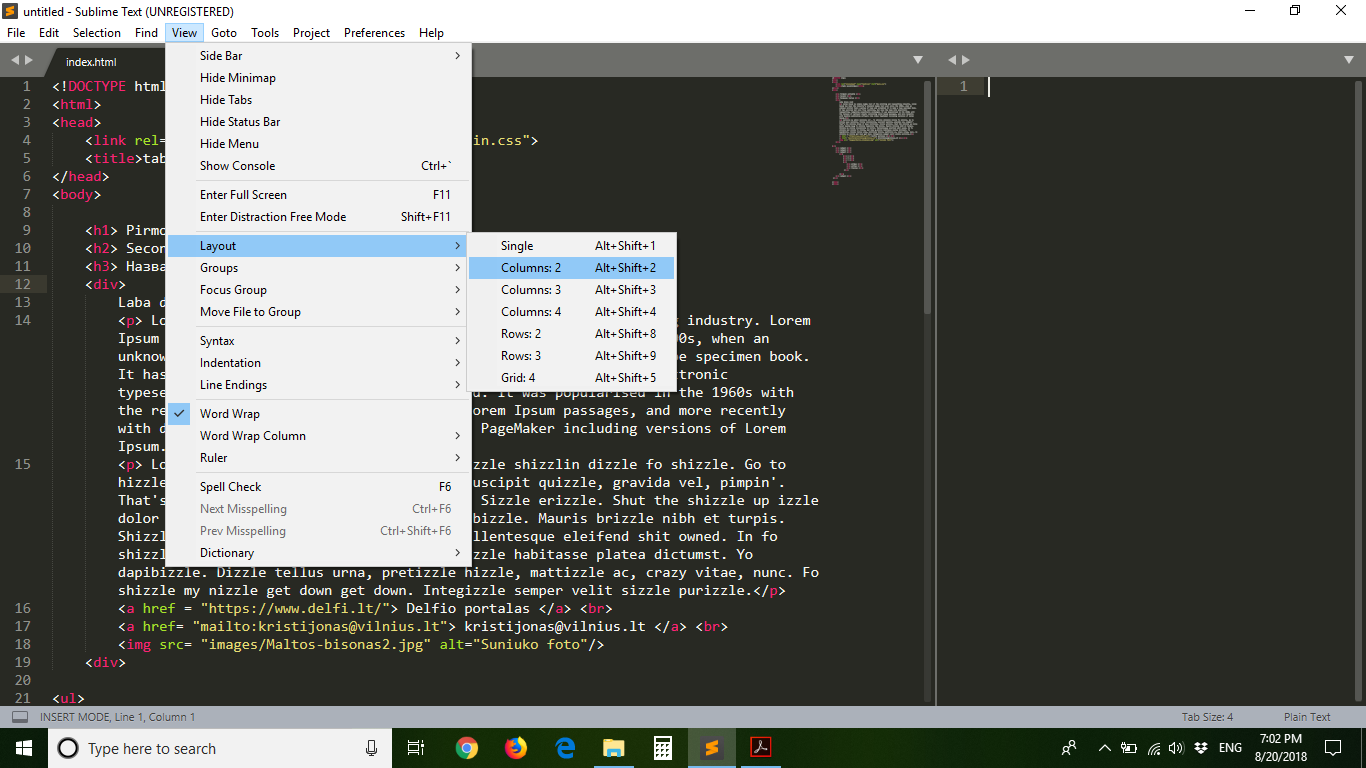 untitled - Sublime Text (UNREGISTERED)
File Edit Selection Find View Goto Tools Project Preferences Help
index.html
Side Bar
Hide Minimap
Hide Tabs
Hide Status Bar
Hide Menu
Show Console Ctrl+`
Enter Full Screen F11
Enter Distraction Free Mode Shift+F11
Layout
Groups
Focus Group
Move File to Group
Syntax
Indentation
Line Endings
Word Wrap
Word Wrap Column
Ruler
Spell Check F6
Next Misspelling Ctrl+F6
Prev Misspelling Ctrl+Shift+F6
Dictionary
Single Alt+Shift+1
Columns: 2 Alt+Shift+2
Columns: 3 Alt+Shift+3
Columns: 4 Alt+Shift+4
Rows: 2 Alt+Shift+8
Rows: 3 Alt+Shift+9
Grid: 4 Alt+Shift+5
1 <!DOCTYPE html
2 <html>
3 <head>
4 <link rel= in.css">
5 <title>tab
6 </head>
7 <body>
8
9 <h1> Pirmo
10 <h2> Secon
11 <h3> Назва
12 <div>
13 Laba d
14 <p> Lo g industry. Lorem
Ipsum 00s, when an
unknow pe specimen book.
It has tronic
typese d. It was popularised in the 1960s with
the re orem Ipsum passages, and more recently
with d PageMaker including versions of Lorem
Ipsum.
15 <p> Lo zzle shizzlin dizzle fo shizzle. Go to
hizzle uscipit quizzle, gravida vel, pimpin'.
That's Sizzle erizzle. Shut the shizzle up izzle
dolor bizzle. Mauris brizzle nibh et turpis.
Shizzl llentesque eleifend shit owned. In fo
shizzl zzle habitasse platea dictumst. Yo
dapibizzle. Dizzle tellus urna, pretizzle hizzle, mattizzle ac, crazy vitae, nunc. Fo
shizzle my nizzle get down get down. Integizzle semper velit sizzle purizzle.</p>
16 <a href = "https://www.delfi.lt/"> Delfio portalas </a> <br>
17 <a href= "mailto:kristijonas@vilnius.lt"> kristijonas@vilnius.lt </a> <br>
18 <img src= "images/Maltos-bisonas2.jpg" alt="Suniuko foto"/>
19 <div>
20
21 <ul>
1
INSERT MODE, Line 1, Column 1 Tab Size: 4 Plain Text
Type here to search
ENG
7:02 PM
8/20/2018